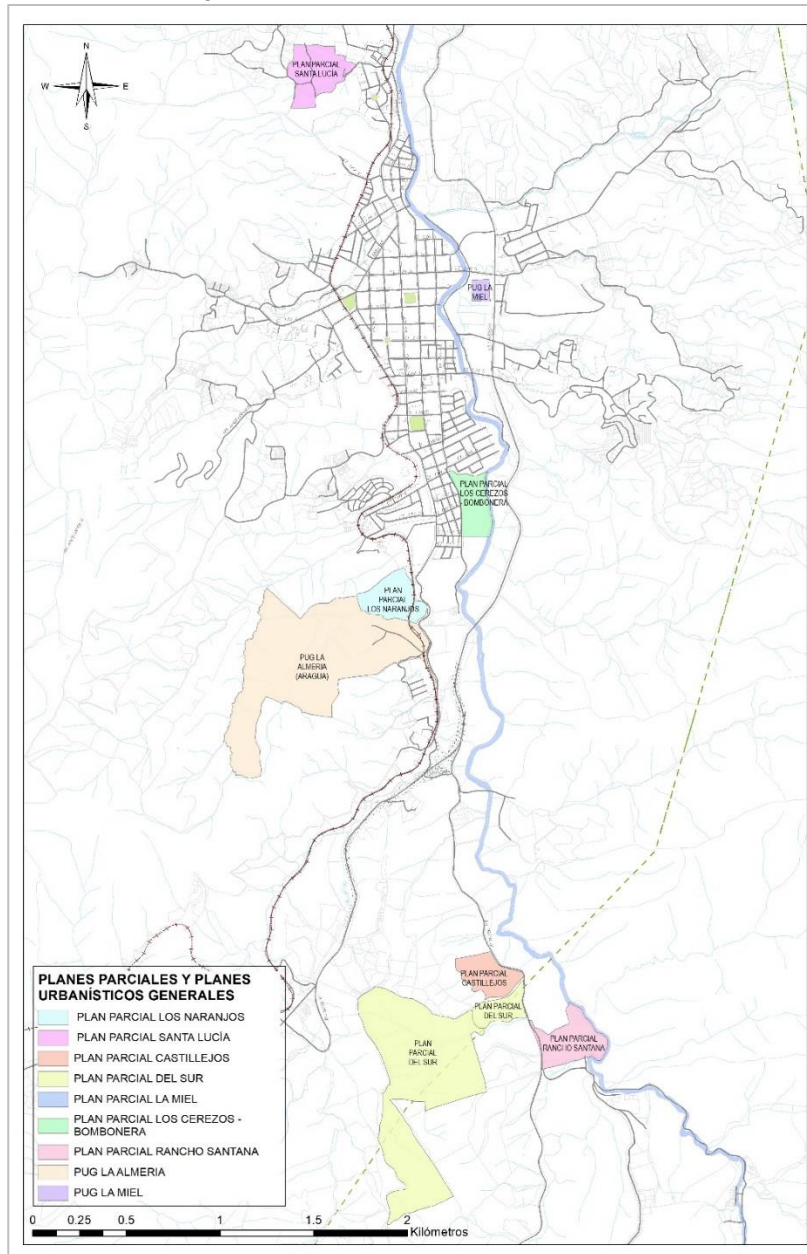 N
W E
S
PLAN PARCIAL
SANTA LUCÍA
PUG LA
MIEL
PLAN PARCIAL
LOS CEREZOS
- BOMBONERA
PLAN
PARCIAL
LOS NARANJOS
PUG LA
ALMERIA
(ARAGUA)
PLAN PARCIAL
CASTILLEJOS
PLAN PARCIAL
DEL SUR
PLAN
PARCIAL
DEL SUR
PLAN PARCIAL
RANCHO SANTANA
PLANES PARCIALES Y PLANES
URBANÍSTICOS GENERALES
PLAN PARCIAL LOS NARANJOS
PLAN PARCIAL SANTA LUCÍA
PLAN PARCIAL CASTILLEJOS
PLAN PARCIAL DEL SUR
PLAN PARCIAL LA MIEL
PLAN PARCIAL LOS CEREZOS -
BOMBONERA
PLAN PARCIAL RANCHO SANTANA
PUG LA ALMERIA
PUG LA MIEL
0 0.25 0.5 1 1.5 2
Kilómetros